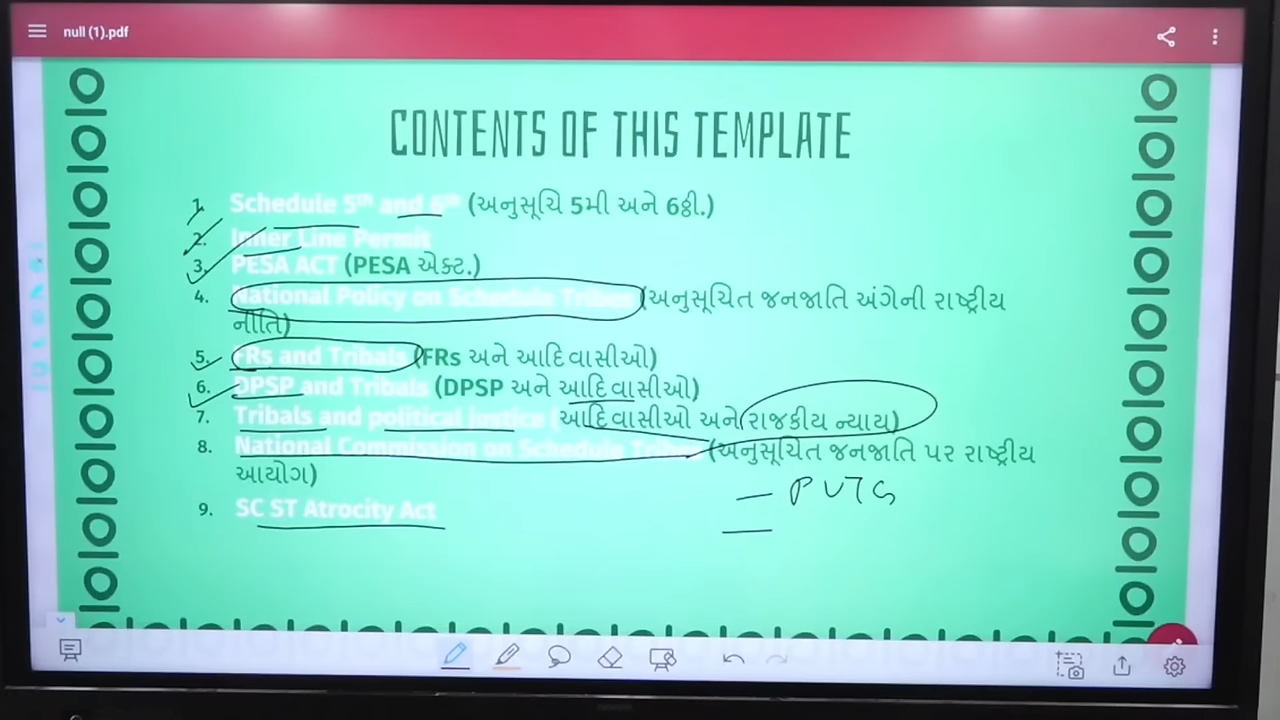 null (1).pdf
CONTENTS OF THIS TEMPLATE
1. Schedule 5th and 6th (અનુસૂચિ 5મી અને 6ઠ્ઠી.)
2. Inner Line Permit
3. PESA ACT (PESA એક્ટ.)
4. National Policy on Schedule Tribes (અનુસૂચિત જનજાતિ અંગેની રાષ્ટ્રીય
નીતિ)
5. FRs and Tribals (FRs અને આદિવાસીઓ)
6. DPSP and Tribals (DPSP અને આદિવાસીઓ)
7. Tribals and political justice (આદિવાસીઓ અને રાજકીય ન્યાય)
8. National Commission on Schedule Tribes (અનુસૂચિત જનજાતિ પર રાષ્ટ્રીય
આયોગ)
— PVTG
9. SC ST Atrocity Act